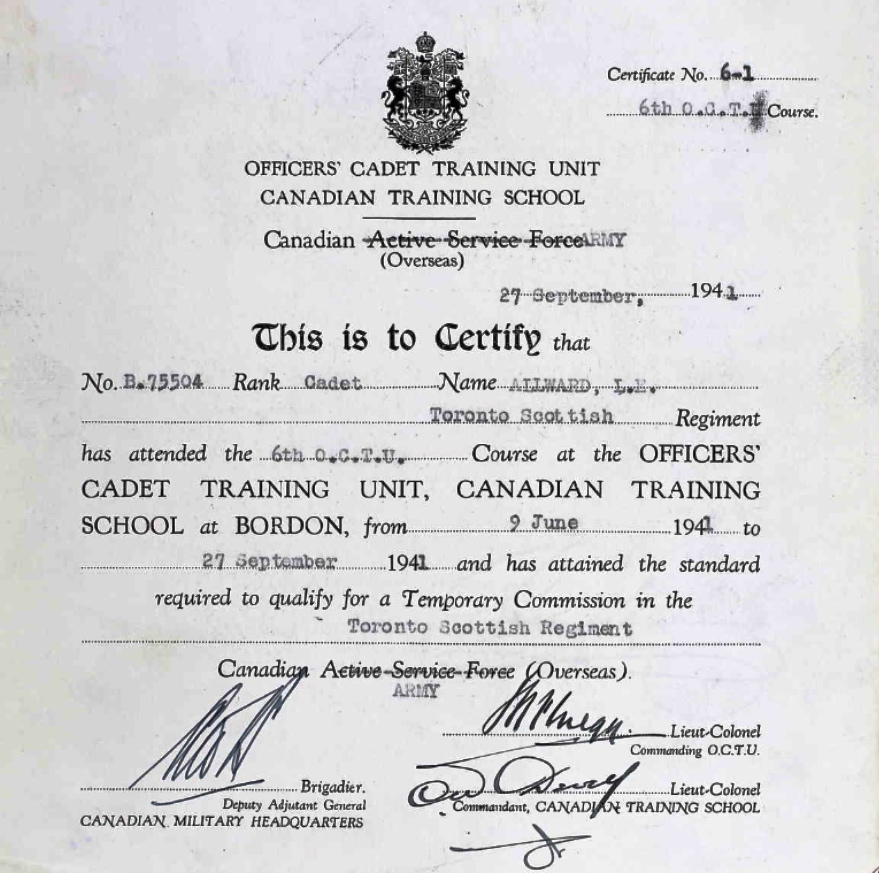 Certificate No. 6-1
6th O.C.T.U Course.
OFFICERS' CADET TRAINING UNIT
CANADIAN TRAINING SCHOOL
Canadian Active Service Force ARMY
(Overseas)
27 September, 1941
This is to Certify that
No. B.75504 Rank Cadet Name ALLWARD, L.E.
Toronto Scottish Regiment
has attended the 6th O.C.T.U. Course at the OFFICERS'
CADET TRAINING UNIT, CANADIAN TRAINING
SCHOOL at BORDON, from 9 June 1941 to
27 September 1941 and has attained the standard
required to qualify for a Temporary Commission in the
Toronto Scottish Regiment
Canadian Active Service Force (Overseas).
ARMY
Lieut-Colonel
Commanding O.C.T.U.
Brigadier.
Deputy Adjutant General
CANADIAN MILITARY HEADQUARTERS
Lieut-Colonel
Commandant, CANADIAN TRAINING SCHOOL